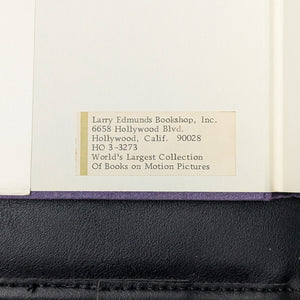 Larry Edmunds Bookshop, Inc.
6658 Hollywood Blvd.
Hollywood, Calif. 90028
HO 3-3273
World's Largest Collection
Of Books on Motion Pictures